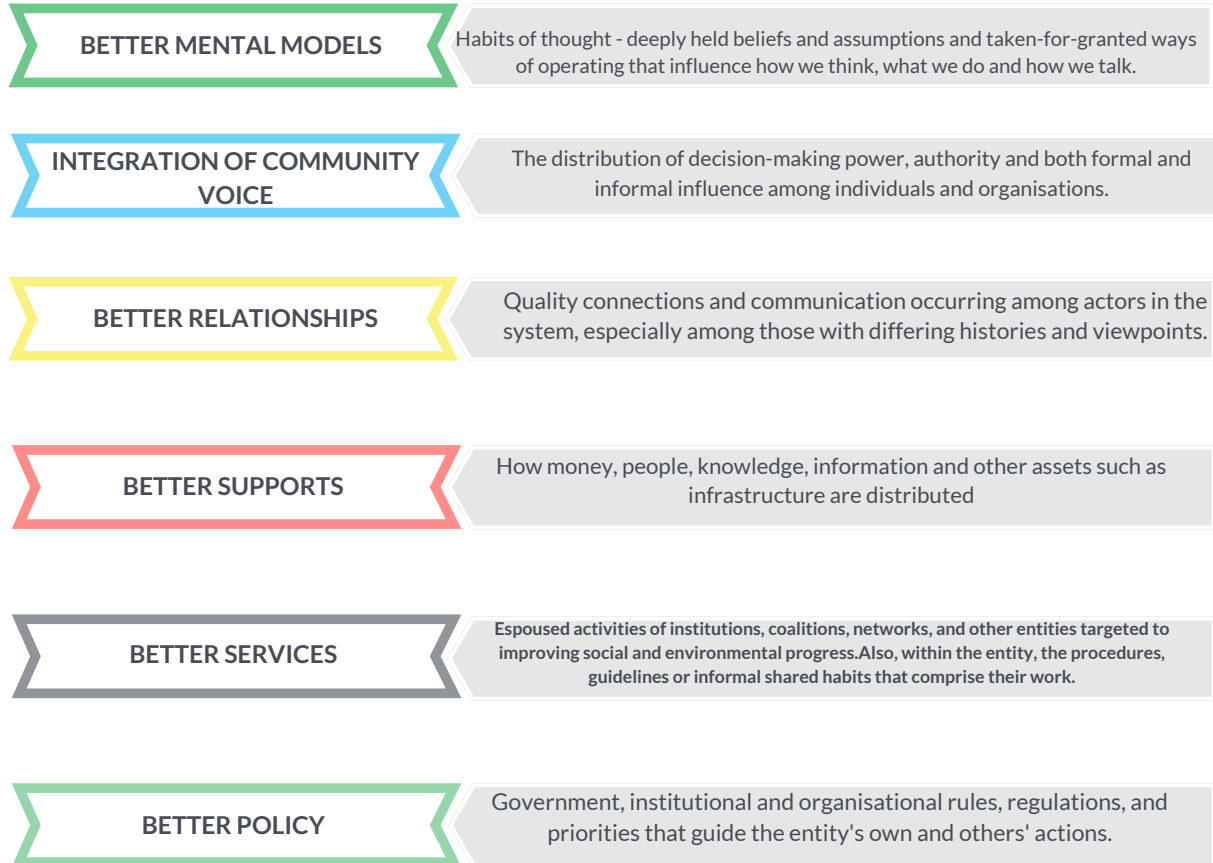 BETTER MENTAL MODELS
Habits of thought - deeply held beliefs and assumptions and taken-for-granted ways
of operating that influence how we think, what we do and how we talk.
INTEGRATION OF COMMUNITY
VOICE
The distribution of decision-making power, authority and both formal and
informal influence among individuals and organisations.
BETTER RELATIONSHIPS
Quality connections and communication occurring among actors in the
system, especially among those with differing histories and viewpoints.
BETTER SUPPORTS
How money, people, knowledge, information and other assets such as
infrastructure are distributed
BETTER SERVICES
Espoused activities of institutions, coalitions, networks, and other entities targeted to
improving social and environmental progress.Also, within the entity, the procedures,
guidelines or informal shared habits that comprise their work.
BETTER POLICY
Government, institutional and organisational rules, regulations, and
priorities that guide the entity's own and others' actions.